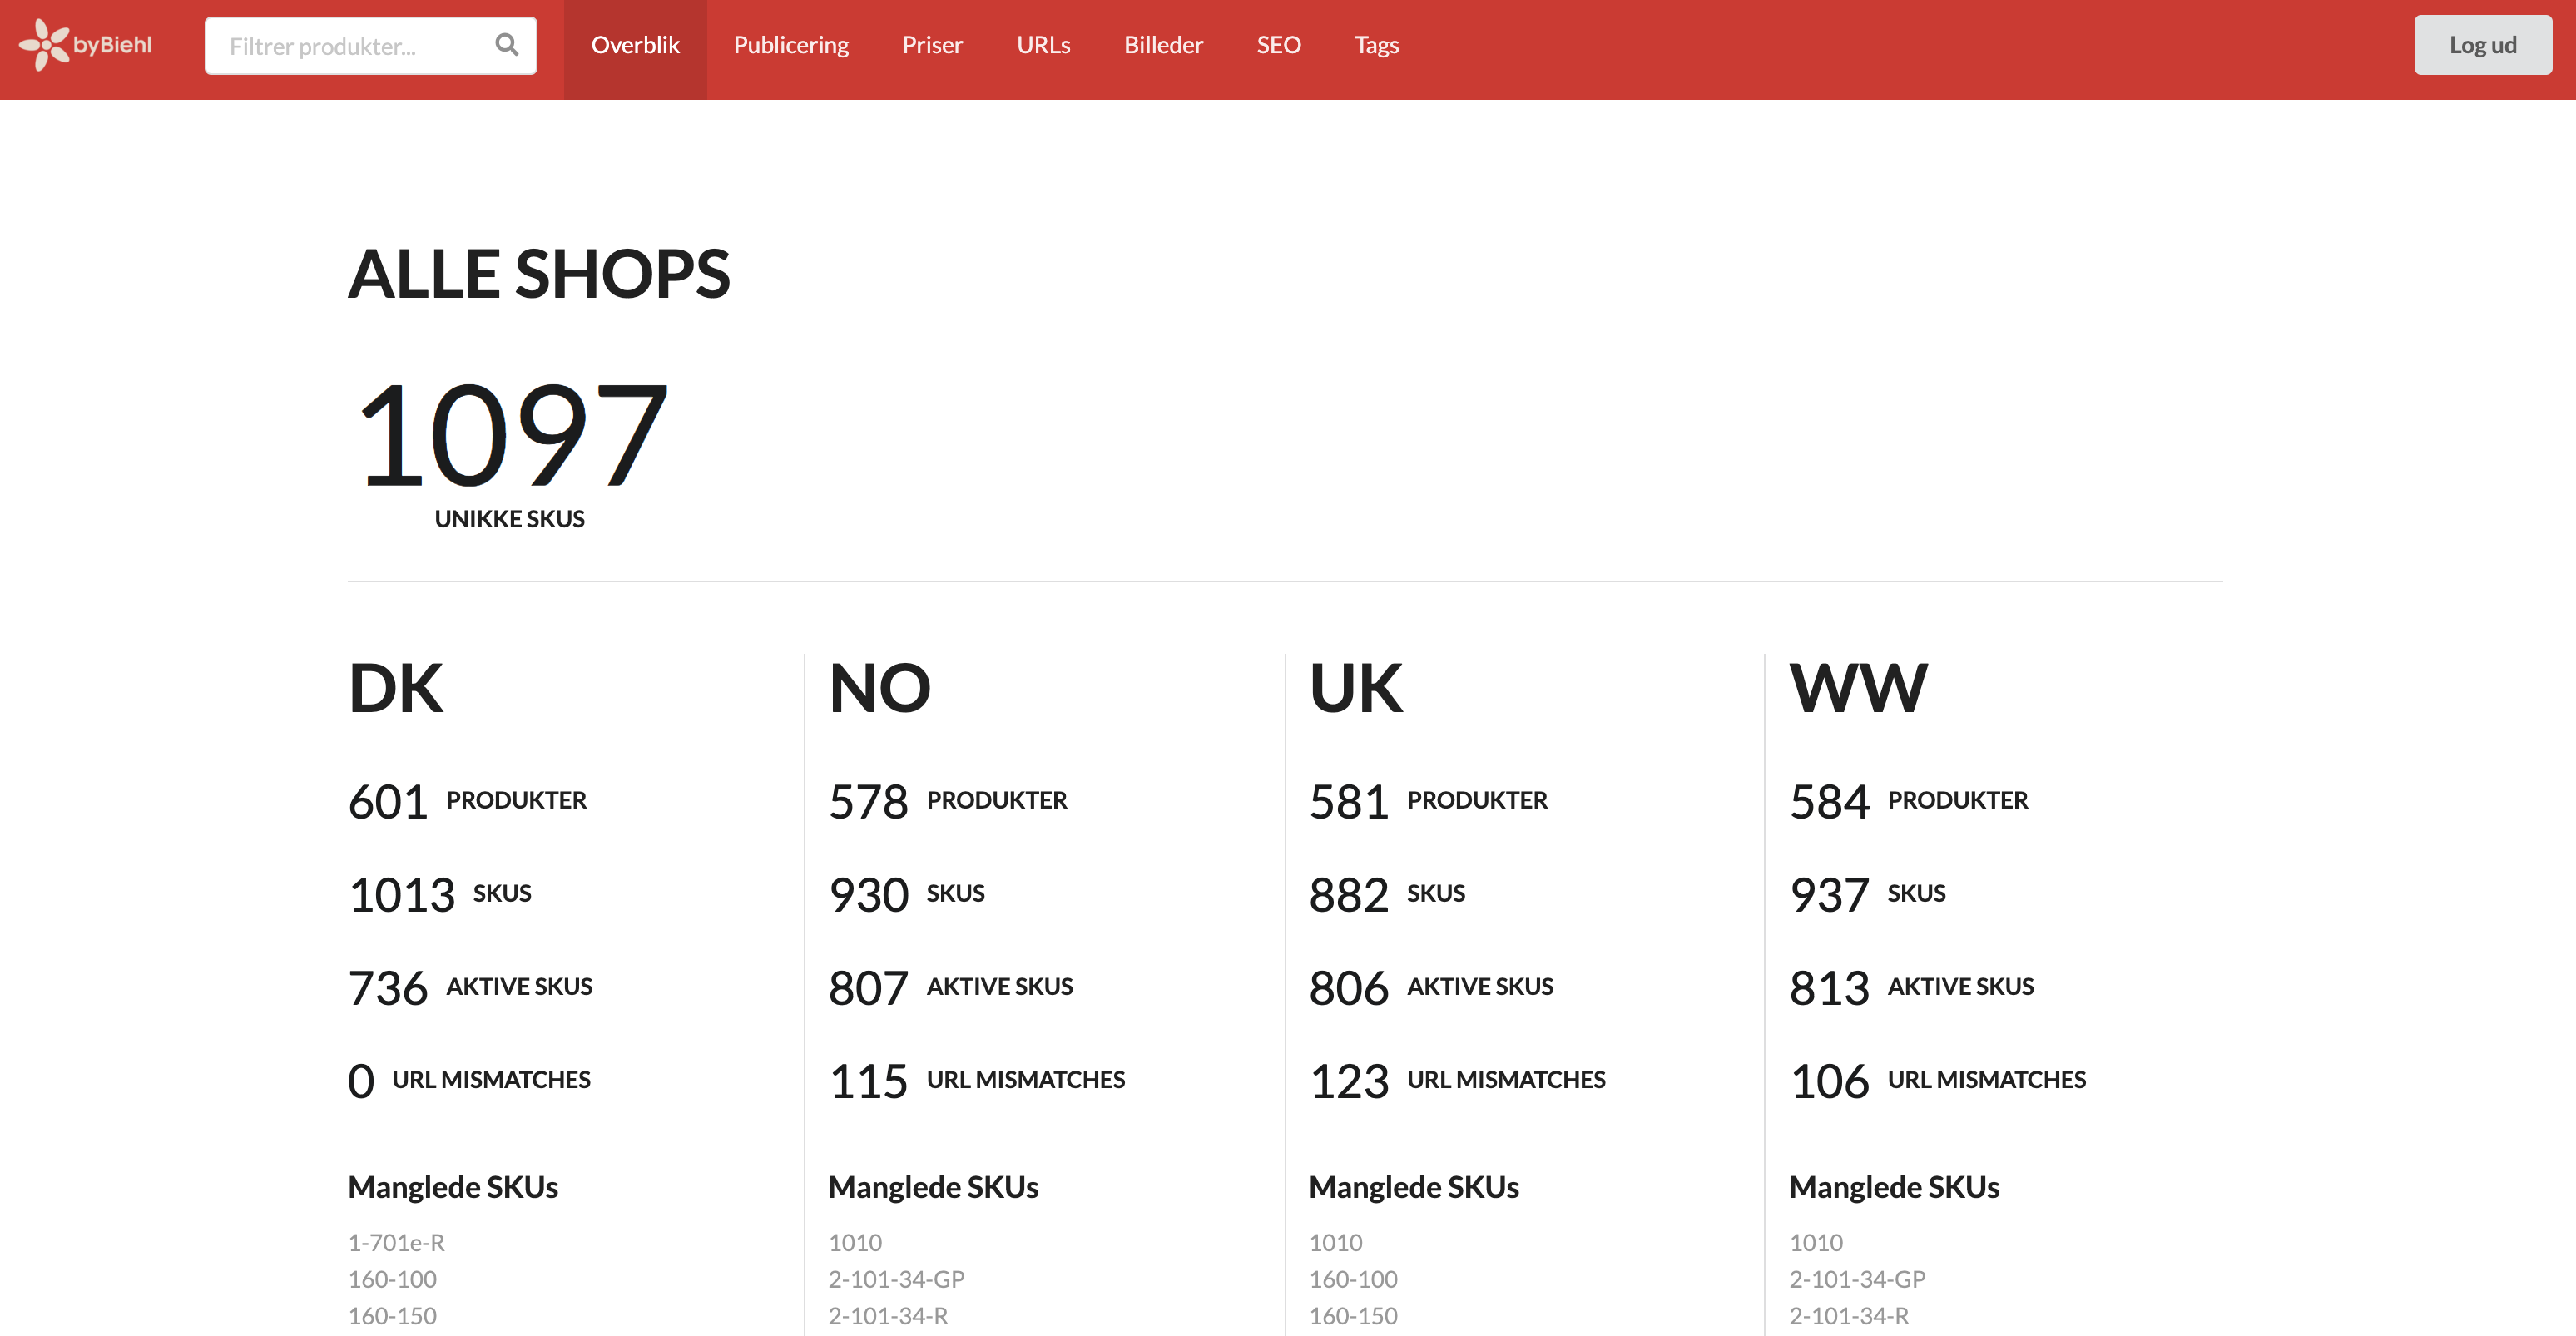 byBiehl Filtrer produkter... Overblik Publicering Priser URLs Billeder SEO Tags Log ud
ALLE SHOPS
1097
UNIKKE SKUS
DK
601 PRODUKTER
1013 SKUS
736 AKTIVE SKUS
0 URL MISMATCHES
Manglede SKUs
1-701e-R
160-100
160-150
NO
578 PRODUKTER
930 SKUS
807 AKTIVE SKUS
115 URL MISMATCHES
Manglede SKUs
1010
2-101-34-GP
2-101-34-R
UK
581 PRODUKTER
882 SKUS
806 AKTIVE SKUS
123 URL MISMATCHES
Manglede SKUs
1010
160-100
160-150
WW
584 PRODUKTER
937 SKUS
813 AKTIVE SKUS
106 URL MISMATCHES
Manglede SKUs
1010
2-101-34-GP
2-101-34-R